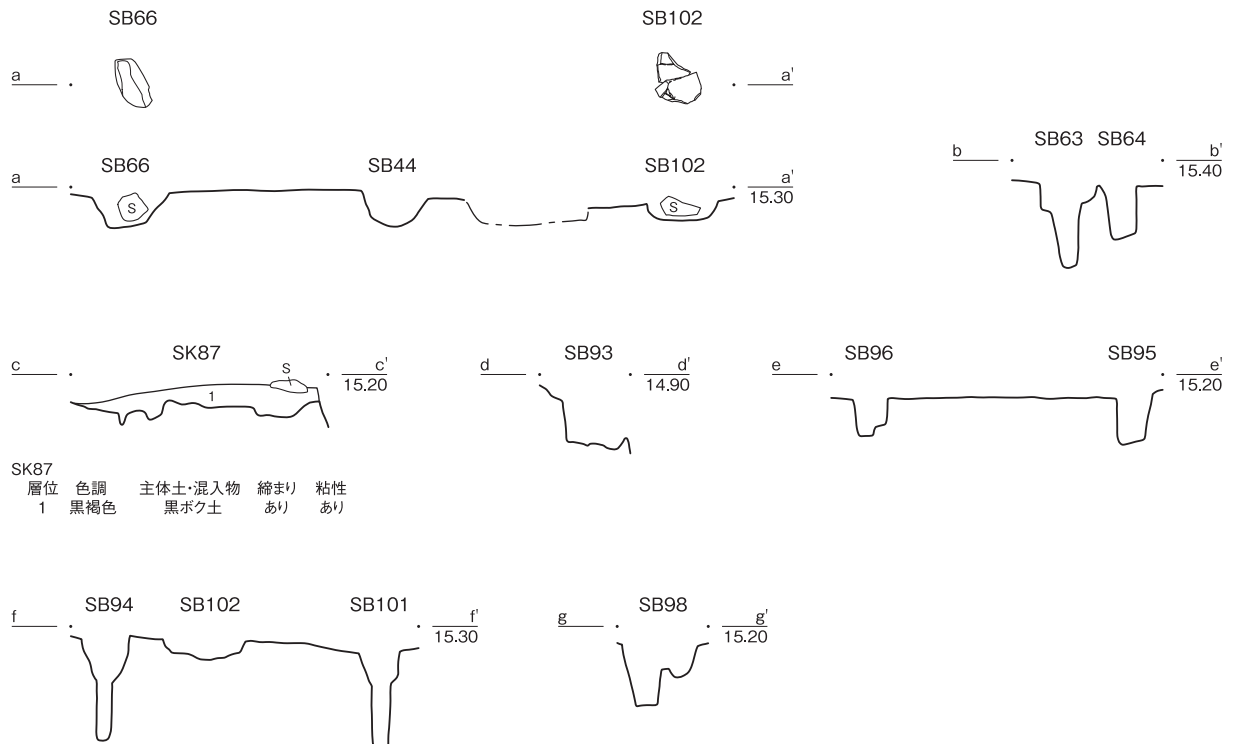 SB66 SB102
a a'
SB66 SB44 SB102
a S S a'
15.30
SB63 SB64
b b'
15.40
SK87
c S c'
15.20
1
SB93
d d'
14.90
SB96 SB95
e e'
15.20
SK87
層位 色調 主体土・混入物 締まり 粘性
1 黒褐色 黒ボク土 あり あり
SB94 SB102 SB101
f f'
15.30
SB98
g g'
15.20